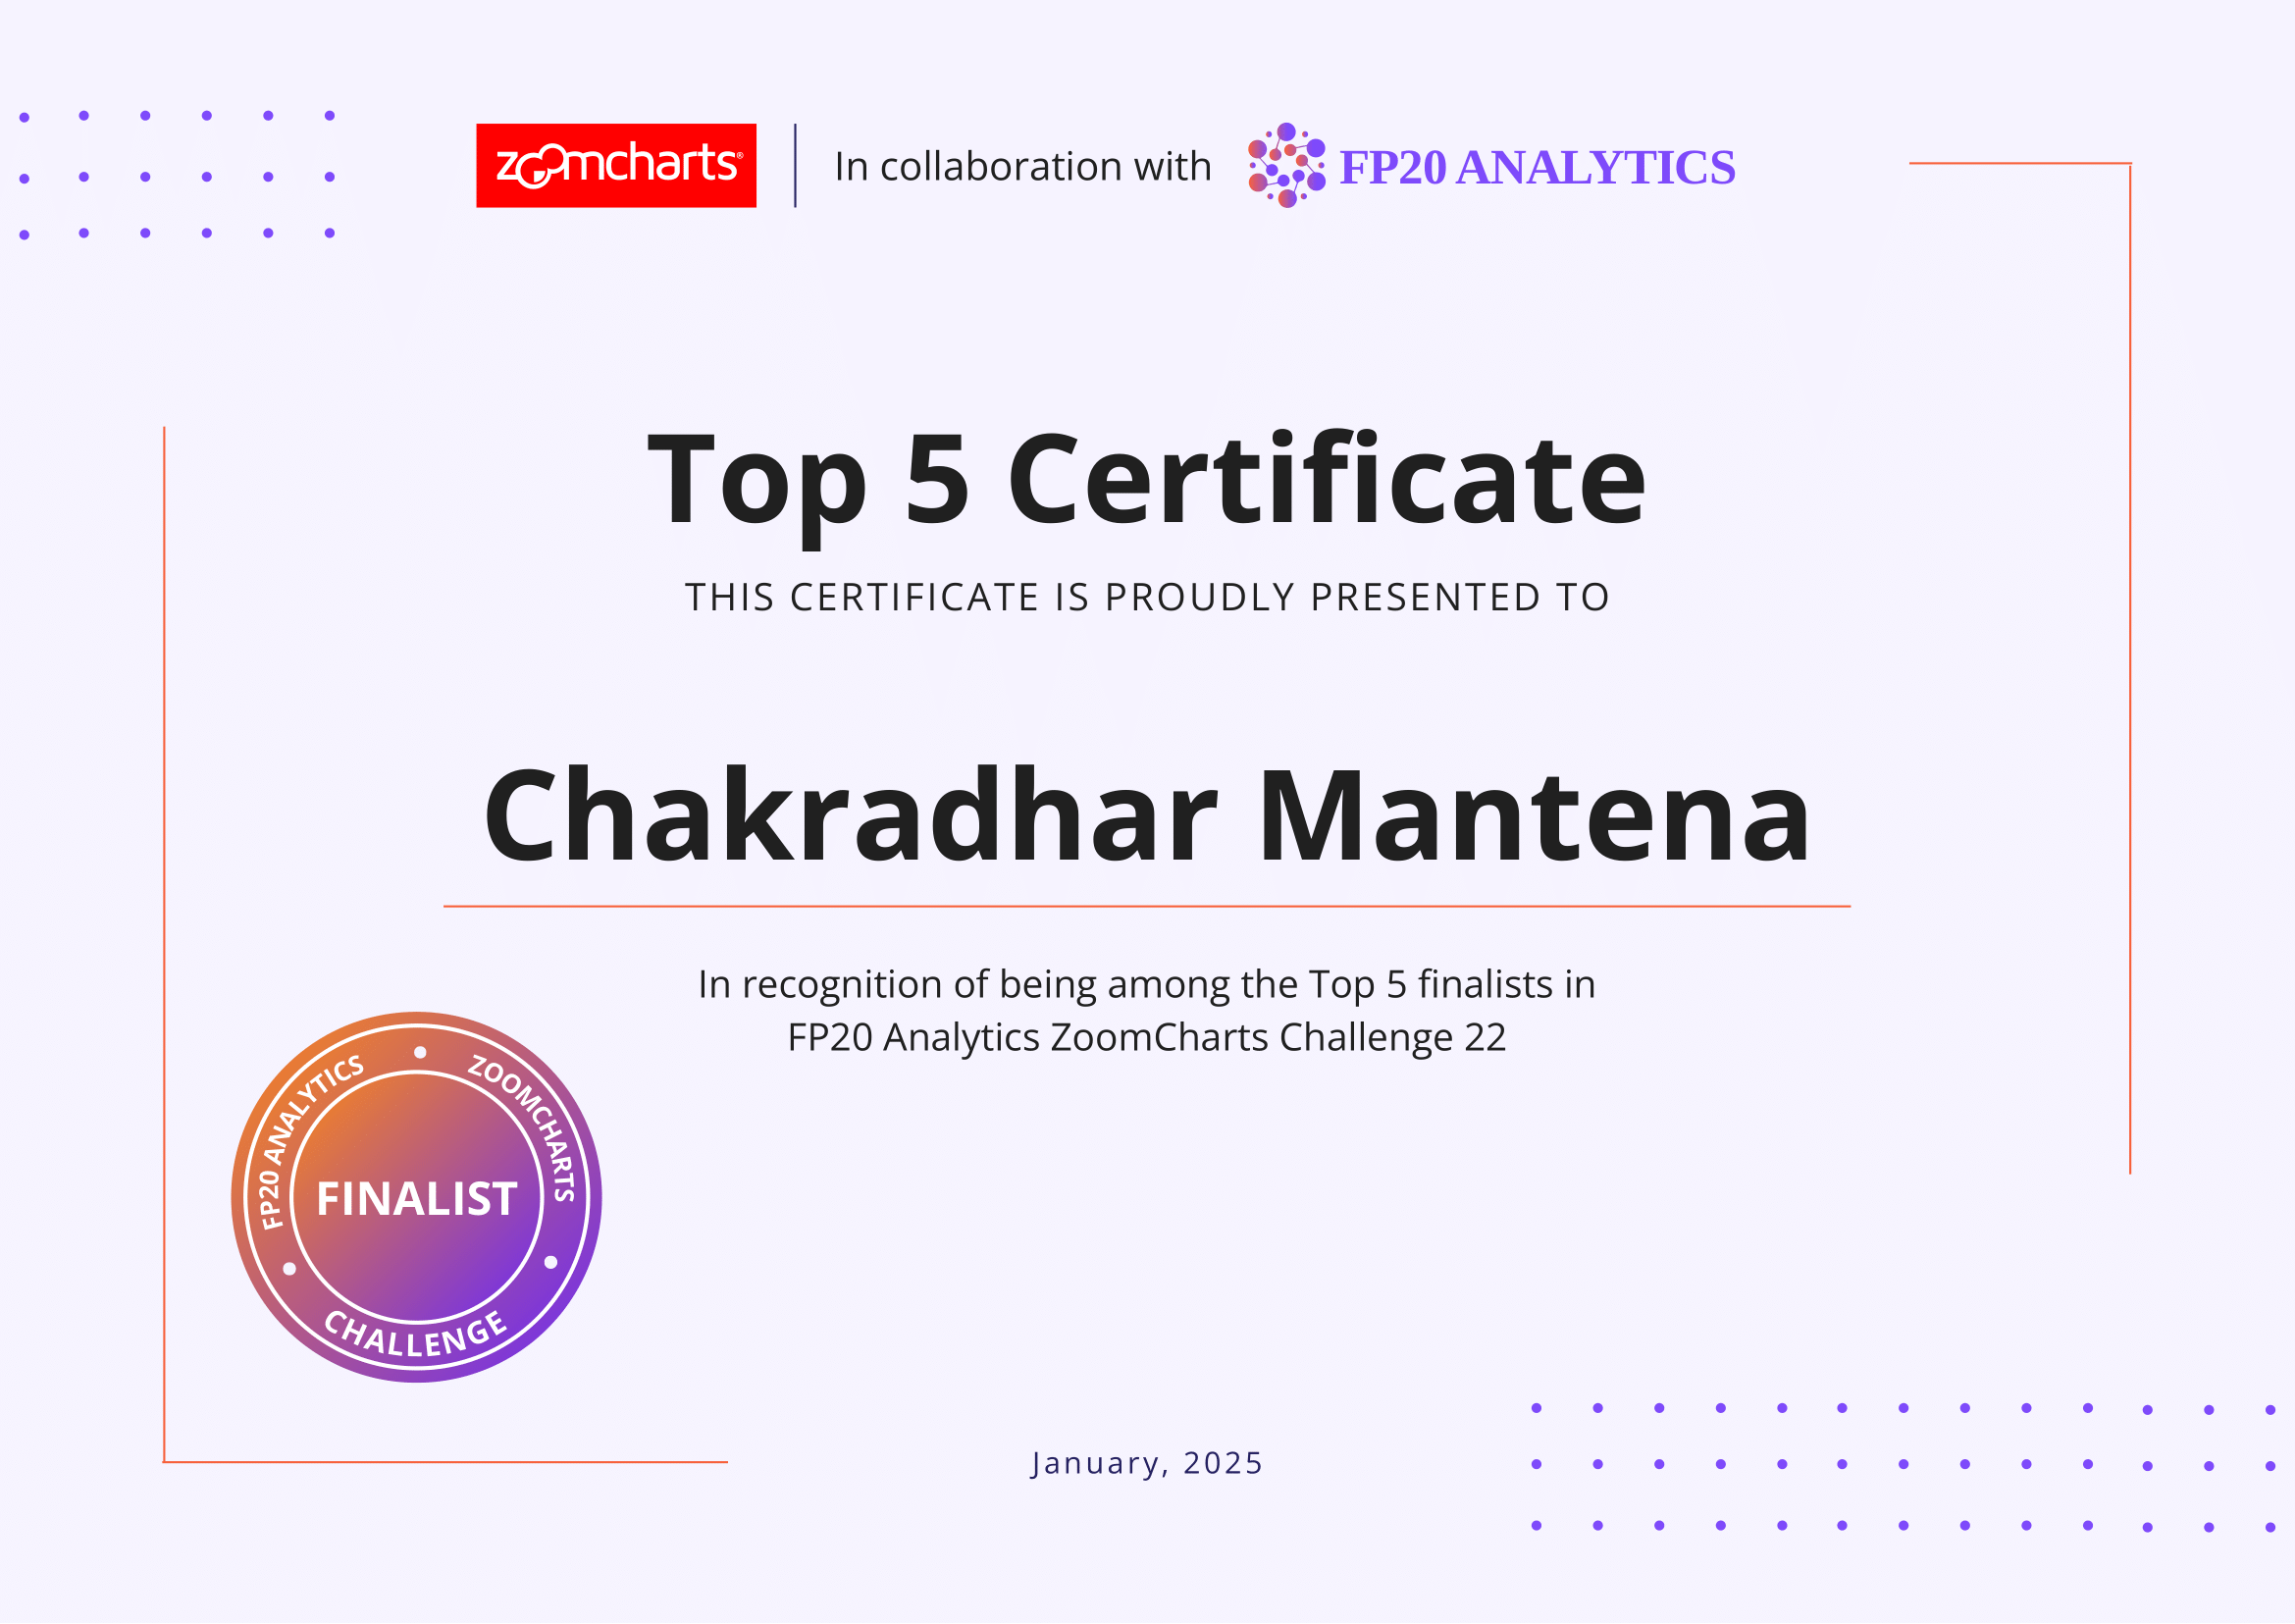 zoomcharts®
In collaboration with
FP20 ANALYTICS
Top 5 Certificate
THIS CERTIFICATE IS PROUDLY PRESENTED TO
Chakradhar Mantena
In recognition of being among the Top 5 finalists in
FP20 Analytics ZoomCharts Challenge 22
FP20 ANALYTICS
ZOOMCHARTS
FINALIST
CHALLENGE
January, 2025